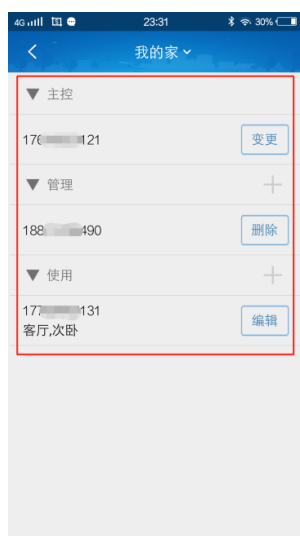 4G 23:31 30%
我的家
主控
176 121
变更
管理
188 490
删除
使用
177 131
客厅,次卧
编辑